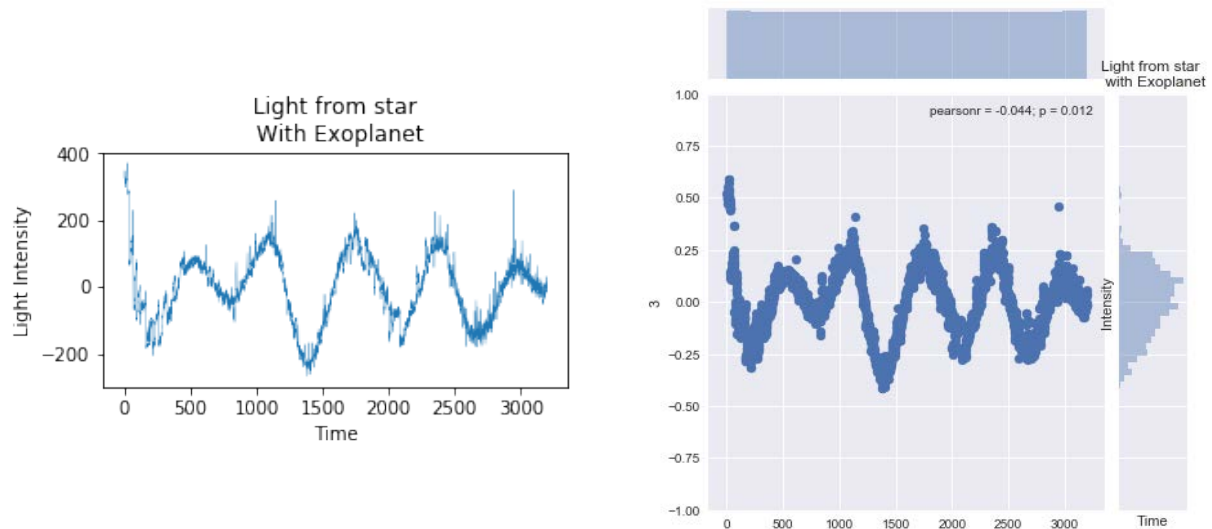 Light from star
With Exoplanet
400
200
0
−200
Light Intensity
0 500 1000 1500 2000 2500 3000
Time
Light from star
with Exoplanet
pearsonr = -0.044; p = 0.012
1.00
0.75
0.50
0.25
0.00
−0.25
−0.50
−0.75
−1.00
3
Intensity
0 500 1000 1500 2000 2500 3000
Time